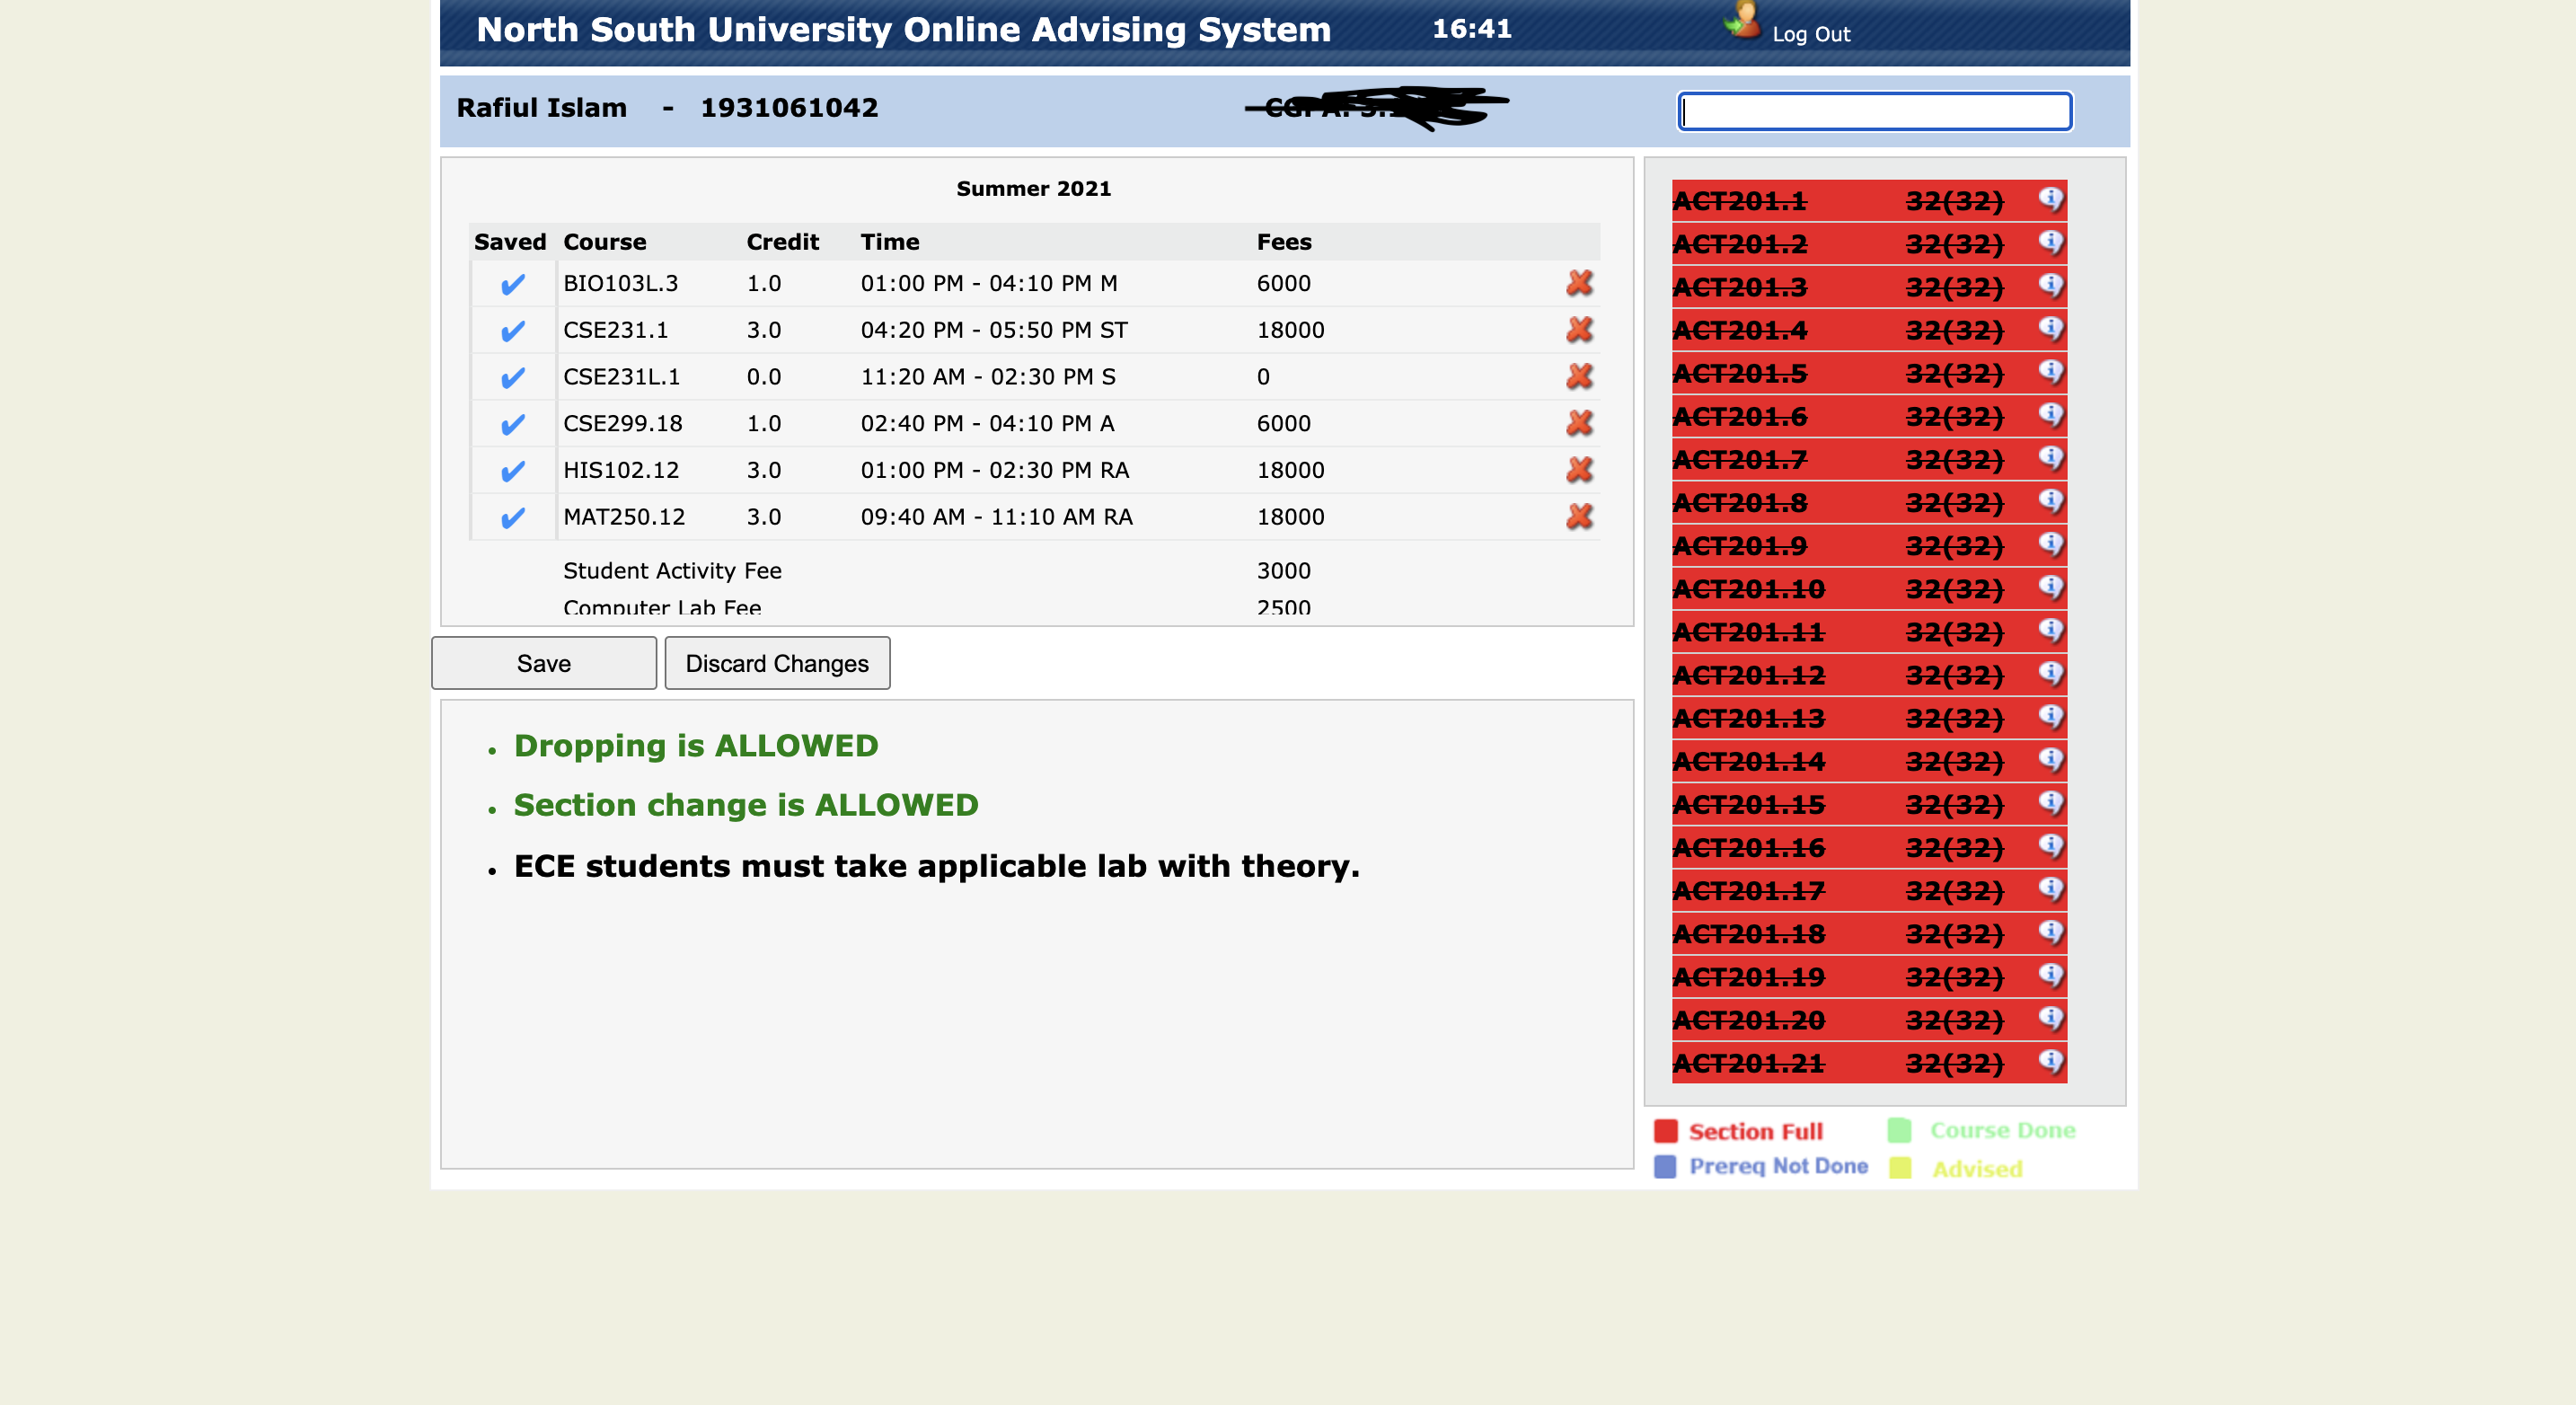 North South University Online Advising System 16:41 Log Out
Rafiul Islam - 1931061042
Summer 2021
Saved Course Credit Time Fees
BIO103L.3 1.0 01:00 PM - 04:10 PM M 6000
CSE231.1 3.0 04:20 PM - 05:50 PM ST 18000
CSE231L.1 0.0 11:20 AM - 02:30 PM S 0
CSE299.18 1.0 02:40 PM - 04:10 PM A 6000
HIS102.12 3.0 01:00 PM - 02:30 PM RA 18000
MAT250.12 3.0 09:40 AM - 11:10 AM RA 18000
Student Activity Fee 3000
Computer Lab Fee 2500
Save Discard Changes
• Dropping is ALLOWED
• Section change is ALLOWED
• ECE students must take applicable lab with theory.
ACT201.1 32(32)
ACT201.2 32(32)
ACT201.3 32(32)
ACT201.4 32(32)
ACT201.5 32(32)
ACT201.6 32(32)
ACT201.7 32(32)
ACT201.8 32(32)
ACT201.9 32(32)
ACT201.10 32(32)
ACT201.11 32(32)
ACT201.12 32(32)
ACT201.13 32(32)
ACT201.14 32(32)
ACT201.15 32(32)
ACT201.16 32(32)
ACT201.17 32(32)
ACT201.18 32(32)
ACT201.19 32(32)
ACT201.20 32(32)
ACT201.21 32(32)
Section Full Course Done
Prereq Not Done Advised